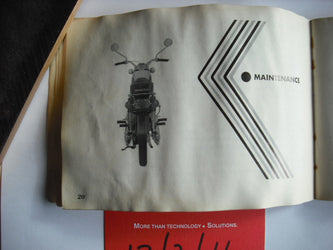 MAINTENANCE
20
MORE THAN TECHNOLOGY • SOLUTIONS.